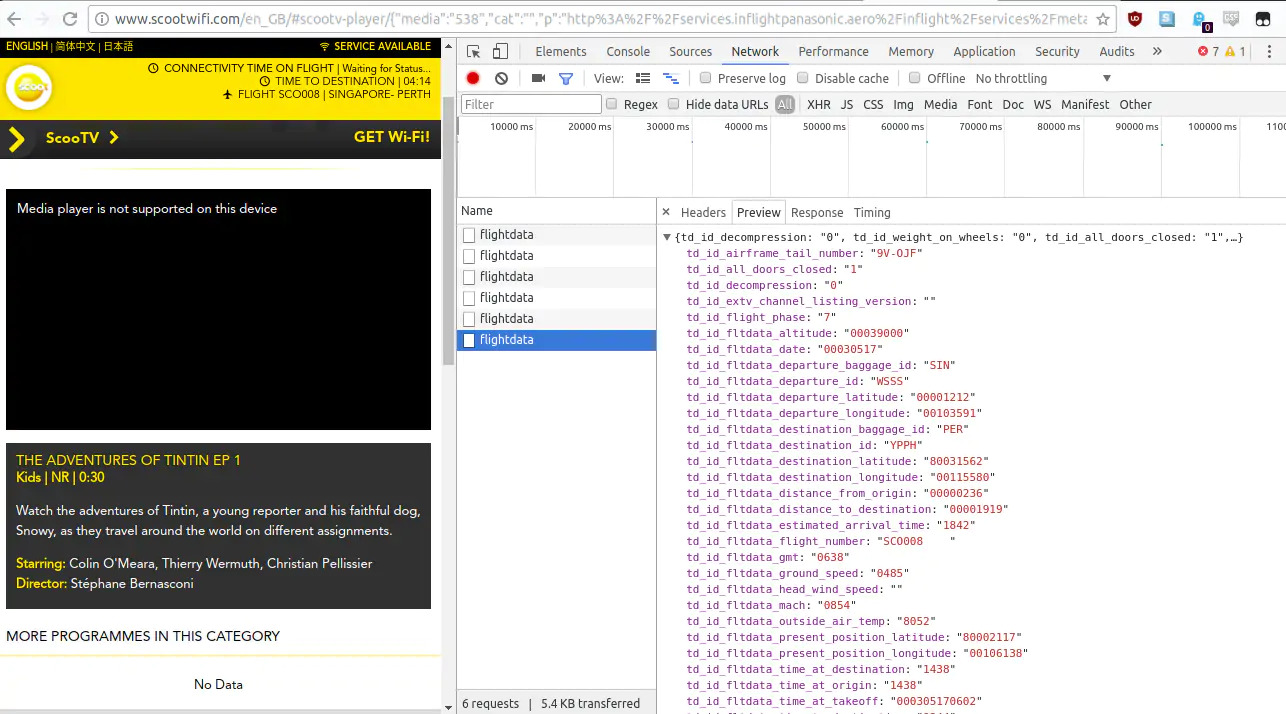 www.scootwifi.com/en_GB/#scootv-player/{"media":"538","cat":"","p":"http%3A%2F%2Fservices.inflightpanasonic.aero%2Finflight%2Fservices%2Fmeta
ENGLISH | 简体中文 | 日本語
SERVICE AVAILABLE
CONNECTIVITY TIME ON FLIGHT | Waiting for Status...
TIME TO DESTINATION | 04:14
FLIGHT SCO008 | SINGAPORE- PERTH
scoot
ScooTV
GET Wi-Fi!
Media player is not supported on this device
THE ADVENTURES OF TINTIN EP 1
Kids | NR | 0:30
Watch the adventures of Tintin, a young reporter and his faithful dog,
Snowy, as they travel around the world on different assignments.
Starring: Colin O'Meara, Thierry Wermuth, Christian Pellissier
Director: Stéphane Bernasconi
MORE PROGRAMMES IN THIS CATEGORY
No Data
Elements Console Sources Network Performance Memory Application Security Audits » 7 1
View: Preserve log Disable cache Offline No throttling
Filter Regex Hide data URLs All XHR JS CSS Img Media Font Doc WS Manifest Other
10000 ms 20000 ms 30000 ms 40000 ms 50000 ms 60000 ms 70000 ms 80000 ms 90000 ms 100000 ms 1100
Name
flightdata
flightdata
flightdata
flightdata
flightdata
flightdata
6 requests | 5.4 KB transferred
× Headers Preview Response Timing
{td_id_decompression: "0", td_id_weight_on_wheels: "0", td_id_all_doors_closed: "1",…}
td_id_airframe_tail_number: "9V-OJF"
td_id_all_doors_closed: "1"
td_id_decompression: "0"
td_id_extv_channel_listing_version: ""
td_id_flight_phase: "7"
td_id_fltdata_altitude: "00039000"
td_id_fltdata_date: "00030517"
td_id_fltdata_departure_baggage_id: "SIN"
td_id_fltdata_departure_id: "WSSS"
td_id_fltdata_departure_latitude: "00001212"
td_id_fltdata_departure_longitude: "00103591"
td_id_fltdata_destination_baggage_id: "PER"
td_id_fltdata_destination_id: "YPPH"
td_id_fltdata_destination_latitude: "80031562"
td_id_fltdata_destination_longitude: "00115580"
td_id_fltdata_distance_from_origin: "00000236"
td_id_fltdata_distance_to_destination: "00001919"
td_id_fltdata_estimated_arrival_time: "1842"
td_id_fltdata_flight_number: "SCO008    "
td_id_fltdata_gmt: "0638"
td_id_fltdata_ground_speed: "0485"
td_id_fltdata_head_wind_speed: ""
td_id_fltdata_mach: "0854"
td_id_fltdata_outside_air_temp: "8052"
td_id_fltdata_present_position_latitude: "80002117"
td_id_fltdata_present_position_longitude: "00106138"
td_id_fltdata_time_at_destination: "1438"
td_id_fltdata_time_at_origin: "1438"
td_id_fltdata_time_at_takeoff: "000305170602"